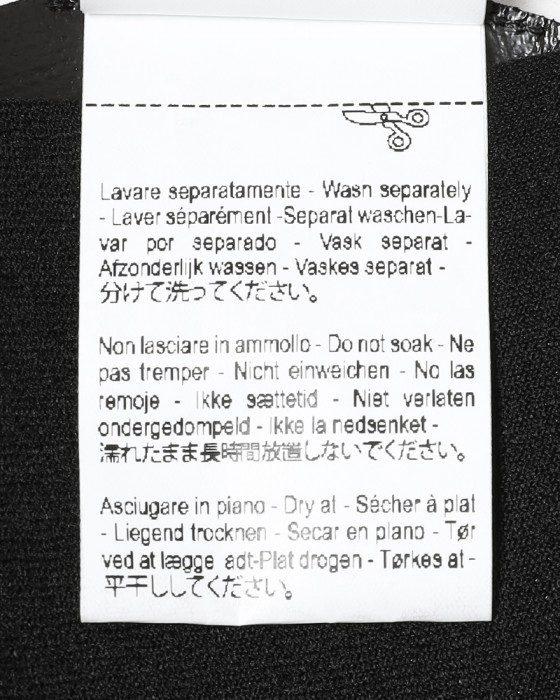 Lavare separatamente - Wash separately
- Laver séparément -Separat waschen-La-
var por separado - Vask separat -
Afzonderlijk wassen - Vaskes separat -
分けて洗ってください。
Non lasciare in ammollo - Do not soak - Ne
pas tremper - Nicht einweichen - No las
remoje - Ikke sættetid - Niet verlaten
ondergedompeld - Ikke la nedsenket -
濡れたまま長時間放置しないでください。
Asciugare in piano - Dry at - Sécher à plat
- Liegend trocknen - Secar en plano - Tør
ved at lægge adt-Plat drogen - Tørkes at -
平干ししてください。